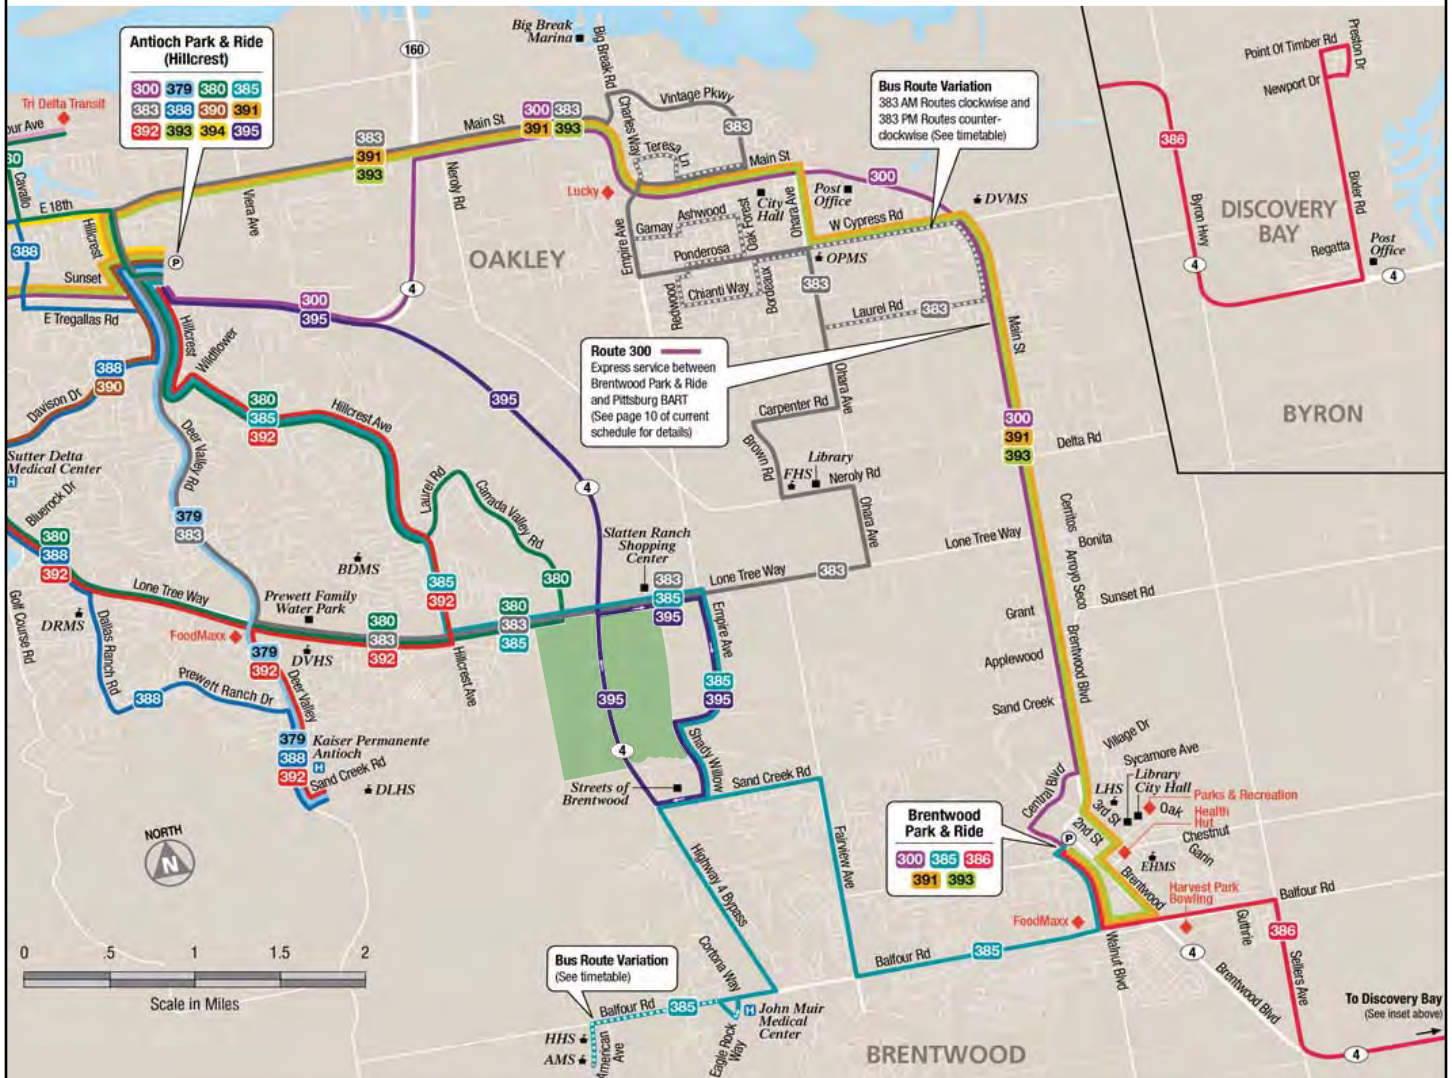 Antioch Park & Ride
(Hillcrest)
300 379 380 385
383 388 390 391
392 393 394 395
Tri Delta Transit
Cavallo
E 18th
388
Hillcrest
Sunset
E Tregallas Rd
P
Hillcrest
Wildflower
Viera Ave
383
391
393
Main St
160
Neroly Rd
4
300
395
OAKLEY
Big Break
Marina
Big Break Rd
Vintage Pkwy
300 383
391 393
Charles Way
Teresa
Ln
383
Main St
Lucky
City
Hall
Ohara Ave
Post
Office
300
W Cypress Rd
DVMS
Bus Route Variation
383 AM Routes clockwise and
383 PM Routes counter-
clockwise (See timetable)
Empire Ave
Garnay
Ashwood
Oak Forest
Ponderosa
OPMS
Redwood
Chianti Way
Bordeaux
383
Laurel Rd
383
Main St
Route 300
Express service between
Brentwood Park & Ride
and Pittsburg BART
(See page 10 of current
schedule for details)
Ohara Ave
Carpenter Rd
Brown Rd
FHS
Library
Neroly Rd
Ohara Ave
300
391
393
Delta Rd
386
Byron Hwy
4
DISCOVERY
BAY
Point Of Timber Rd
Preston Dr
Newport Dr
Bixler Rd
Regatta
Post
Office
4
BYRON
388
390
Davison Dr
Sutter Delta
Medical Center
H
Bluerock Dr
380
385
392
Hillcrest Ave
Deer Valley Rd
379
383
395
4
Laurel Rd
Carrada Valley Rd
380
388
392
Lone Tree Way
BDMS
Prewett Family
Water Park
385
392
380
Slatten Ranch
Shopping
Center
383
385
395
Lone Tree Way
383
Lone Tree Way
Cerritos
Bonita
Arroyo Seco
Sunset Rd
Grant
Applewood
Brentwood Blvd
Sand Creek
Golf Course Rd
DRMS
Dallas Ranch Rd
FoodMaxx
DVHS
380
383
392
380
383
385
379
392
Deer Valley
Hillcrest Ave
388
Prewett Ranch Dr
Empire Ave
385
395
395
4
Shady Willow
379
388
392
Kaiser Permanente
Antioch
H
Sand Creek Rd
DLHS
Streets of
Brentwood
Sand Creek Rd
Village Dr
Sycamore Ave
Central Blvd
LHS
Library
City Hall
3rd St
2nd St
Oak
Parks & Recreation
Health
Hut
Chestnut
Garin
EHMS
P
Brentwood
Park & Ride
300 385 386
391 393
Brentwood
Harvest Park
Bowling
FoodMaxx
Balfour Rd
Walnut Blvd
4
Guthrie
386
Sellers Ave
Brentwood Blvd
To Discovery Bay
(See inset above)
4
Fairview Ave
Highway 4 Bypass
Balfour Rd
385
NORTH
N
0 .5 1 1.5 2
Scale in Miles
Bus Route Variation
(See timetable)
Cortona Way
Balfour Rd
385
H
John Muir
Medical
Center
HHS
AMS
American
Ave
Eagle Rock
Way
BRENTWOOD